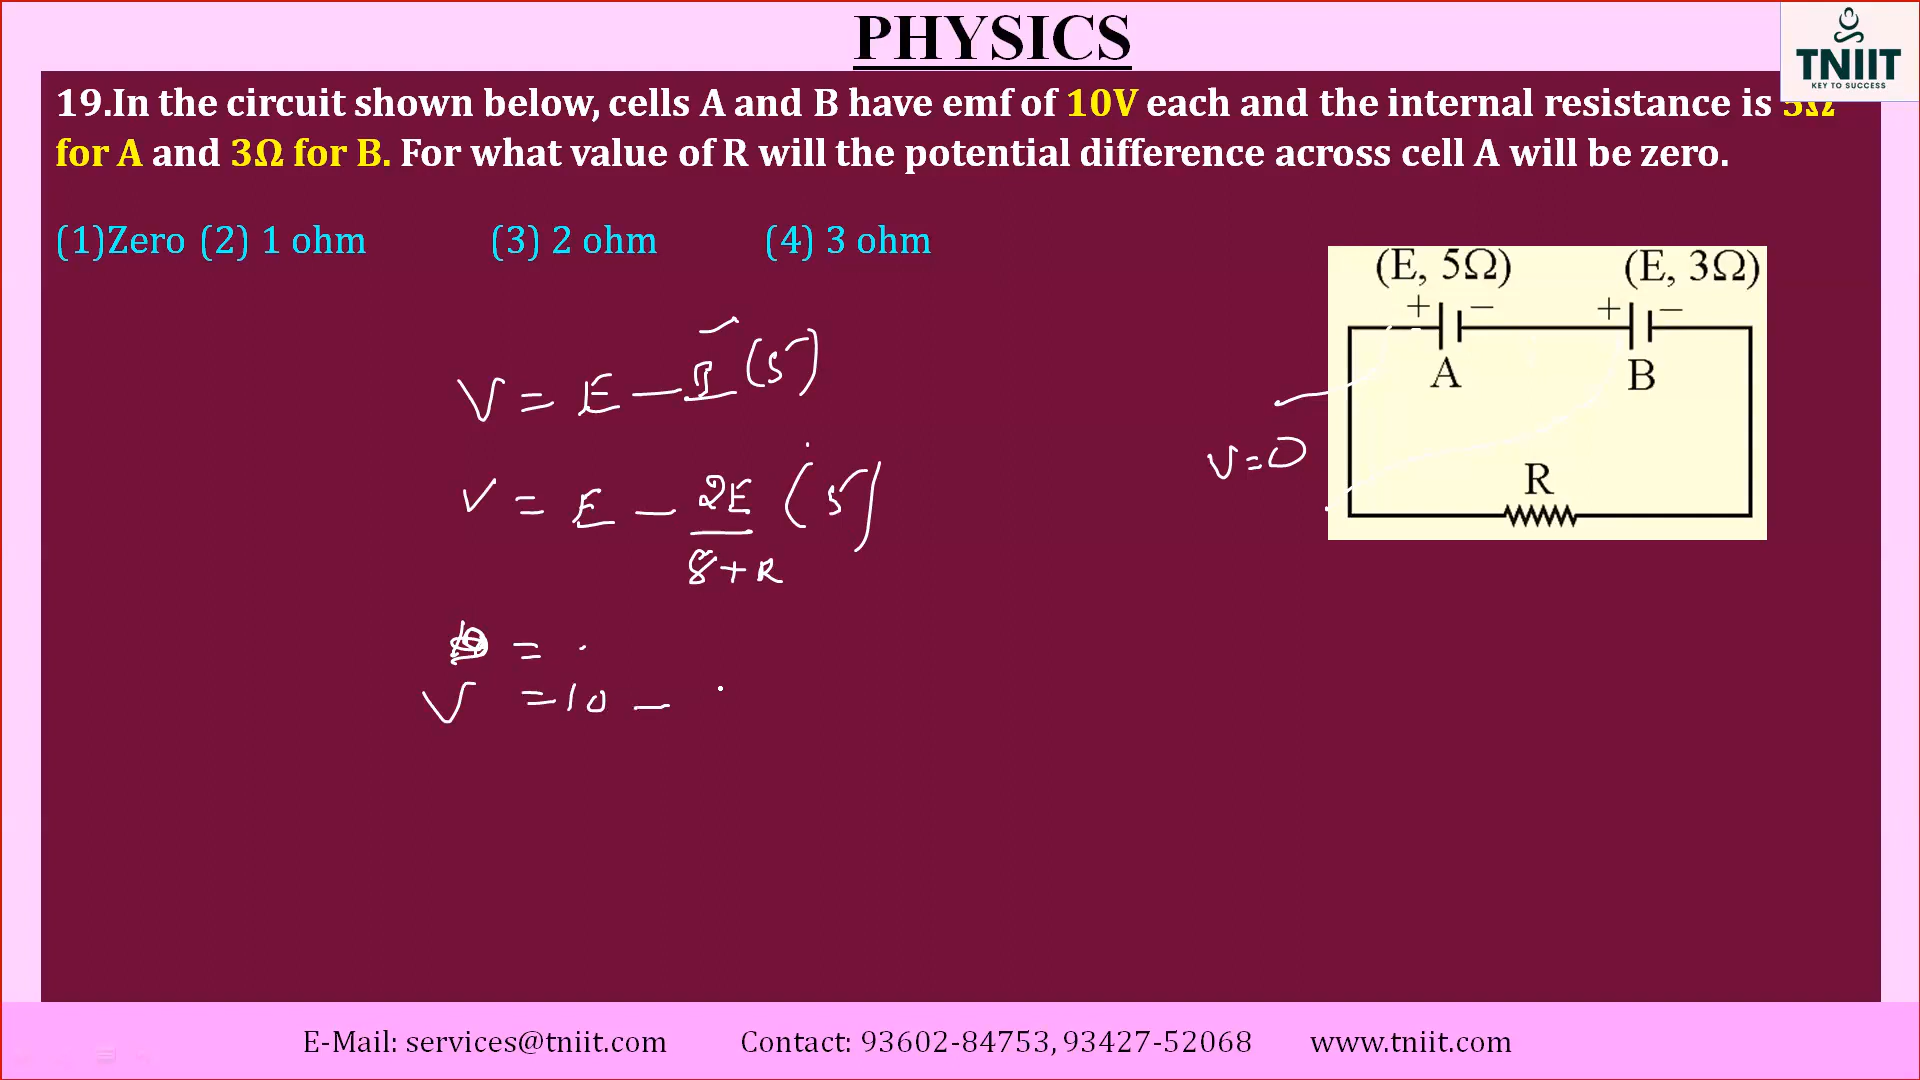 PHYSICS
TNIIT
KEY TO SUCCESS
19.In the circuit shown below, cells A and B have emf of 10V each and the internal resistance is 5Ω
for A and 3Ω for B. For what value of R will the potential difference across cell A will be zero.
(1)Zero (2) 1 ohm (3) 2 ohm (4) 3 ohm
(E, 5Ω) (E, 3Ω)
+ − + −
A B
R
V = E − I (5)
V = 0
V = E − 2E (5)
8 + R
=
V = 10 −
E-Mail: services@tniit.com Contact: 93602-84753, 93427-52068 www.tniit.com